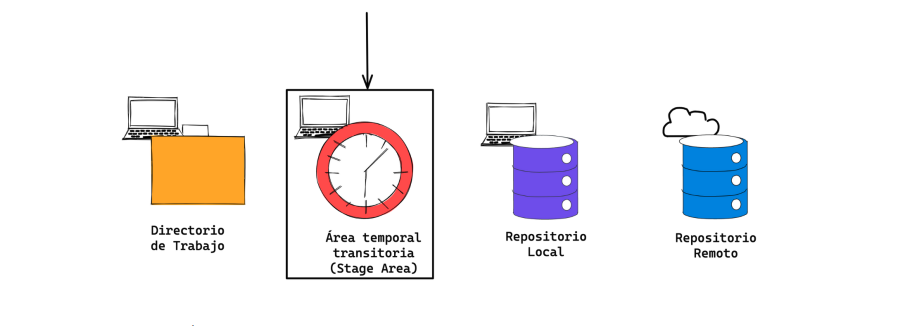 Directorio
de Trabajo
Área temporal
transitoria
(Stage Area)
Repositorio
Local
Repositorio
Remoto